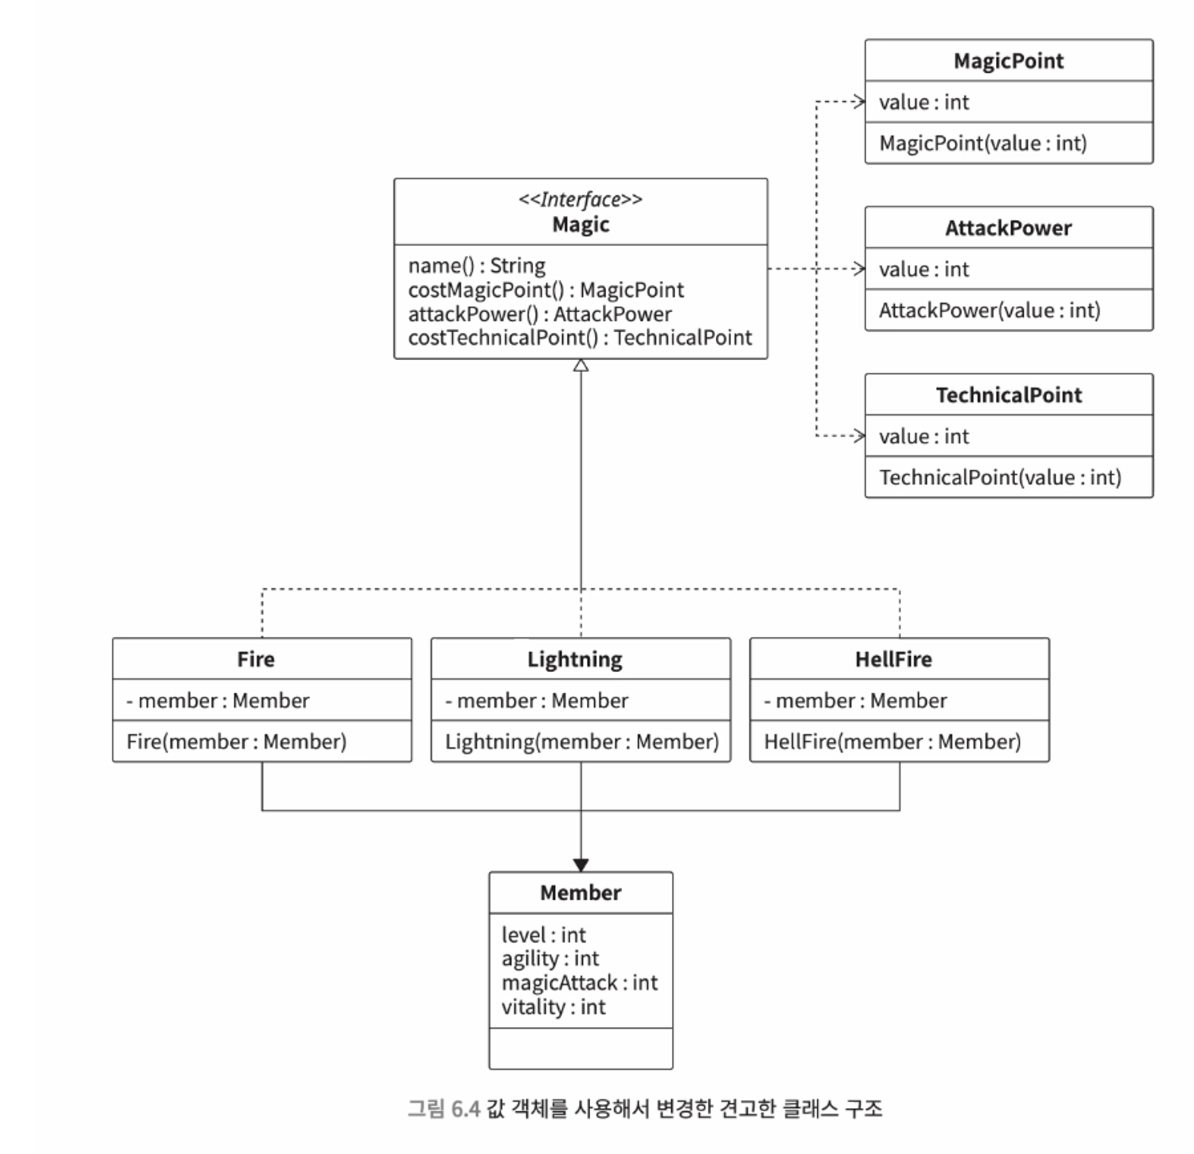 MagicPoint
value : int
MagicPoint(value : int)
<<Interface>>
Magic
name() : String
costMagicPoint() : MagicPoint
attackPower() : AttackPower
costTechnicalPoint() : TechnicalPoint
AttackPower
value : int
AttackPower(value : int)
TechnicalPoint
value : int
TechnicalPoint(value : int)
Fire
- member : Member
Fire(member : Member)
Lightning
- member : Member
Lightning(member : Member)
HellFire
- member : Member
HellFire(member : Member)
Member
level : int
agility : int
magicAttack : int
vitality : int
그림 6.4 값 객체를 사용해서 변경한 견고한 클래스 구조